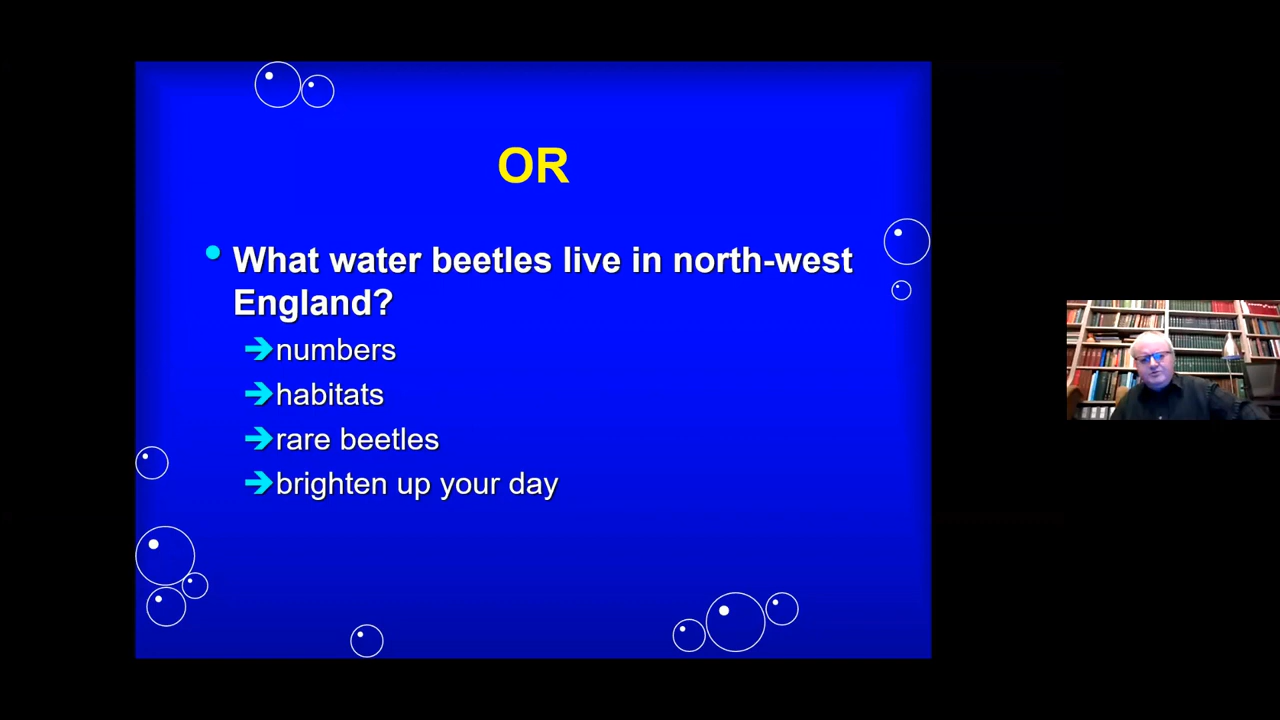 OR
• What water beetles live in north-west
England?
➔numbers
➔habitats
➔rare beetles
➔brighten up your day